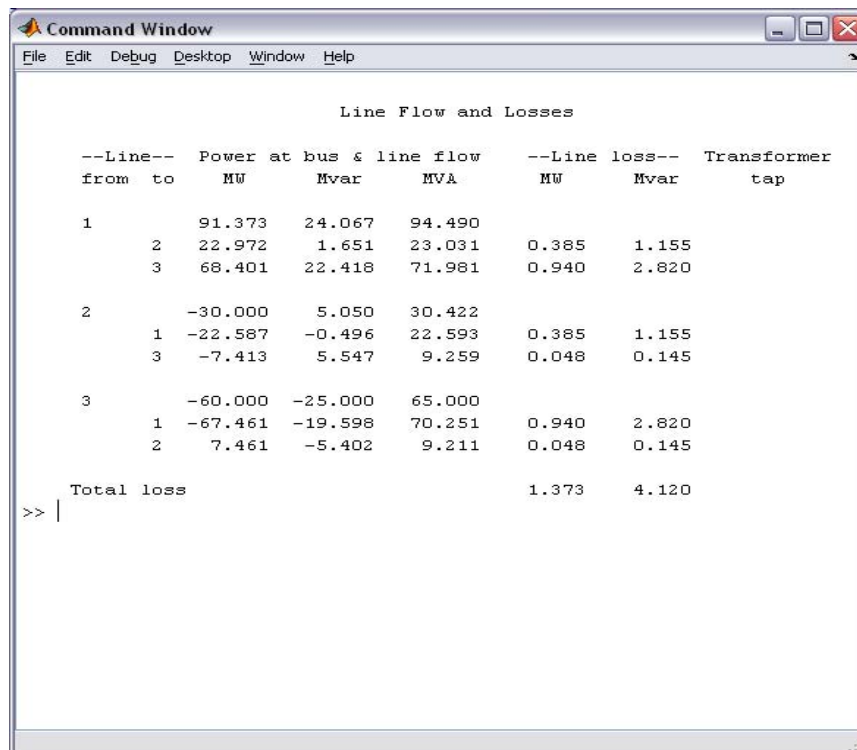 Command Window
File Edit Debug Desktop Window Help
Line Flow and Losses
--Line-- Power at bus & line flow --Line loss-- Transformer
from to MW Mvar MVA MW Mvar tap
1 91.373 24.067 94.490
2 22.972 1.651 23.031 0.385 1.155
3 68.401 22.418 71.981 0.940 2.820
2 -30.000 5.050 30.422
1 -22.587 -0.496 22.593 0.385 1.155
3 -7.413 5.547 9.259 0.048 0.145
3 -60.000 -25.000 65.000
1 -67.461 -19.598 70.251 0.940 2.820
2 7.461 -5.402 9.211 0.048 0.145
Total loss 1.373 4.120
>>